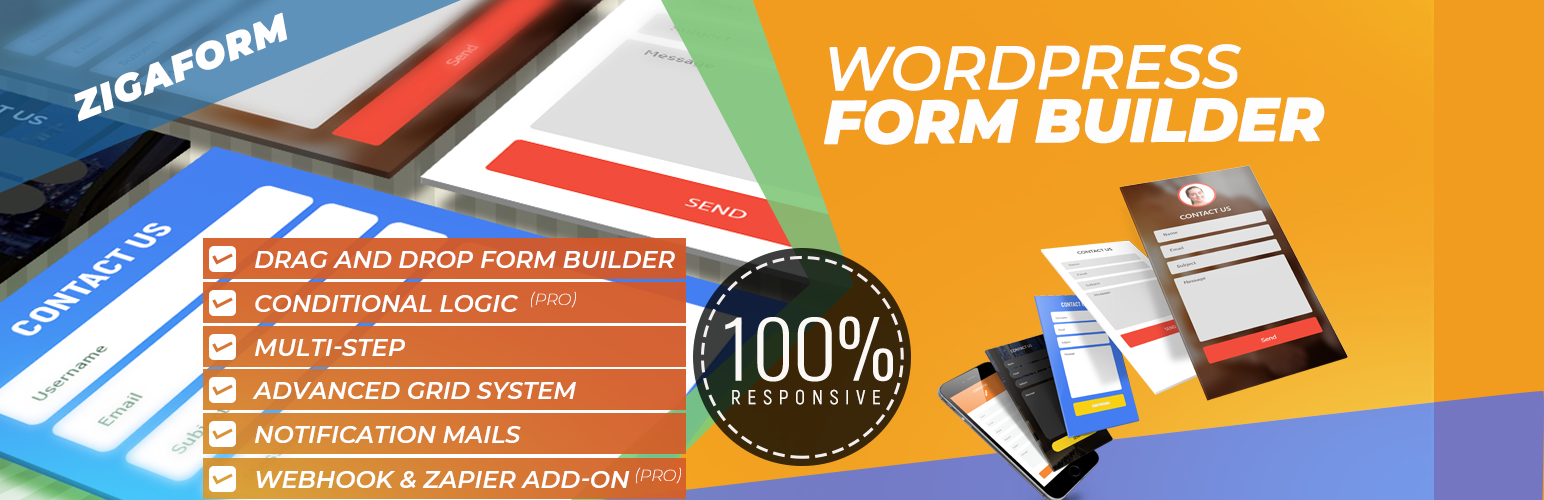 ZIGAFORM
WORDPRESS
FORM BUILDER
T US
Send
Message
SEND
CONTACT US
Username
Email
DRAG AND DROP FORM BUILDER
CONDITIONAL LOGIC (PRO)
MULTI-STEP
ADVANCED GRID SYSTEM
NOTIFICATION MAILS
WEBHOOK & ZAPIER ADD-ON (PRO)
100%
RESPONSIVE
CONTACT US
CONTACT US
Name
Email
Subject
Message
Send